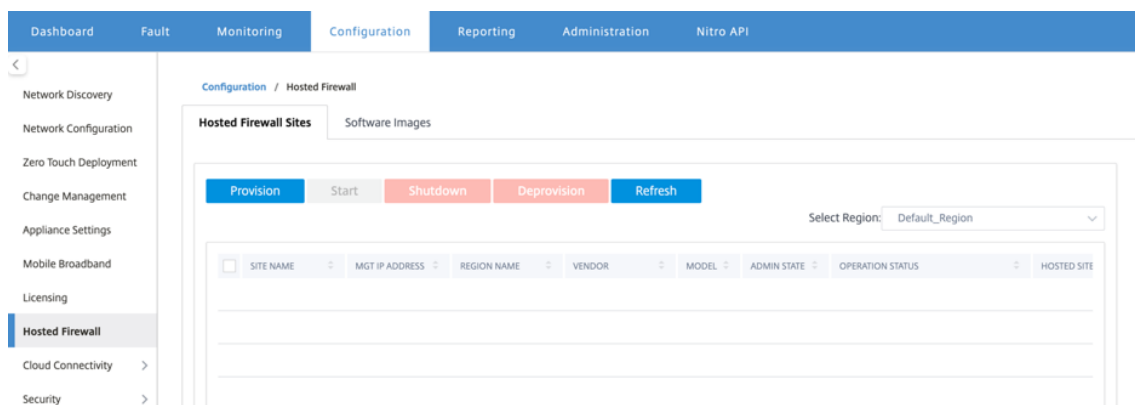 Dashboard Fault Monitoring Configuration Reporting Administration Nitro API
Network Discovery
Network Configuration
Zero Touch Deployment
Change Management
Appliance Settings
Mobile Broadband
Licensing
Hosted Firewall
Cloud Connectivity
Security
Configuration / Hosted Firewall
Hosted Firewall Sites Software Images
Provision Start Shutdown Deprovision Refresh
Select Region: Default_Region
SITE NAME MGT IP ADDRESS REGION NAME VENDOR MODEL ADMIN STATE OPERATION STATUS HOSTED SITE